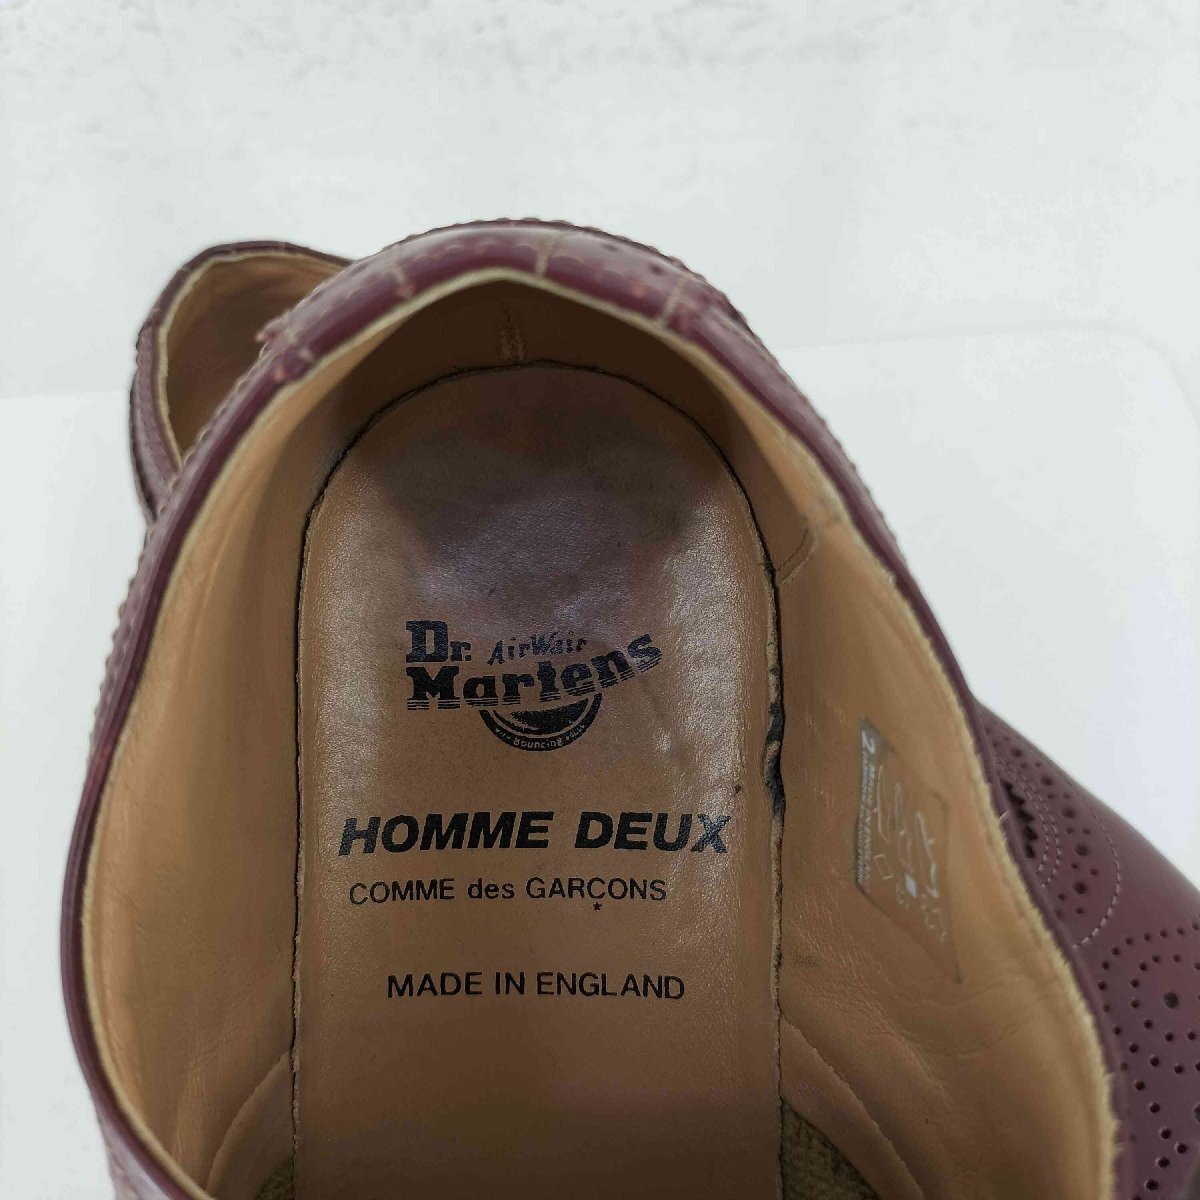 Dr. AirWair
Martens
HOMME DEUX
COMME des GARÇONS
MADE IN ENGLAND